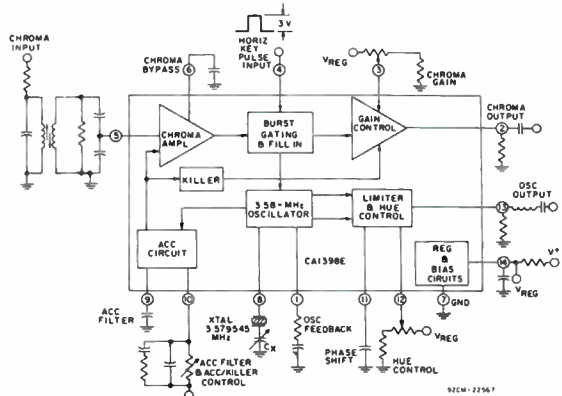 CHROMA
INPUT
HORIZ
KEY
PULSE
INPUT
3 V
CHROMA
BYPASS
6
4
VREG
3
CHROMA
GAIN
5
CHROMA
AMPL
BURST
GATING
& FILL IN
GAIN
CONTROL
CHROMA
OUTPUT
2
KILLER
3.58-MHz
OSCILLATOR
LIMITER
& HUE
CONTROL
OSC
OUTPUT
13
ACC
CIRCUIT
CA1398E
REG
&
BIAS
CIRUITS
14
V+
VREG
9
10
8
1
11
12
7
GND
ACC
FILTER
XTAL
3.579545
MHz
CX
OSC
FEEDBACK
PHASE
SHIFT
VREG
HUE
CONTROL
ACC FILTER
& ACC/KILLER
CONTROL
92CM-22567